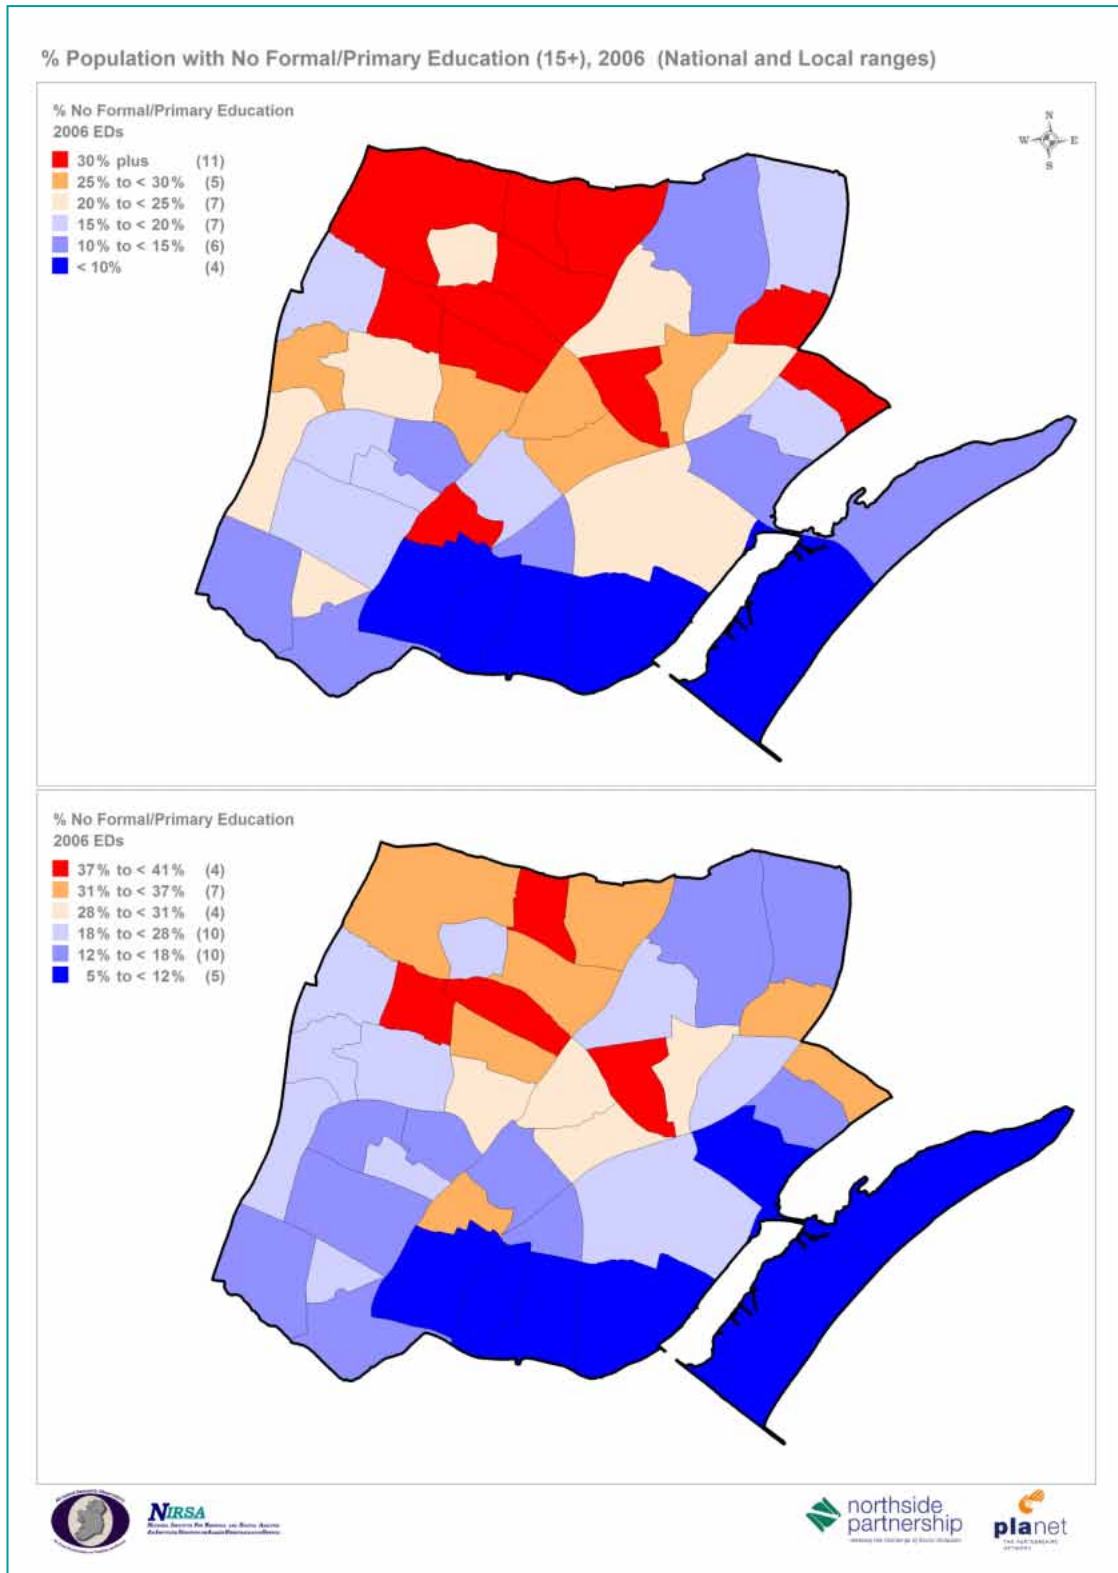 % Population with No Formal/Primary Education (15+), 2006 (National and Local ranges)
% No Formal/Primary Education
2006 EDs
30% plus (11)
25% to < 30% (5)
20% to < 25% (7)
15% to < 20% (7)
10% to < 15% (6)
< 10% (4)
N
W E
S
% No Formal/Primary Education
2006 EDs
37% to < 41% (4)
31% to < 37% (7)
28% to < 31% (4)
18% to < 28% (10)
12% to < 18% (10)
5% to < 12% (5)
NIRSA
northside
partnership
planet
THE PARTNERSHIP
NETWORK